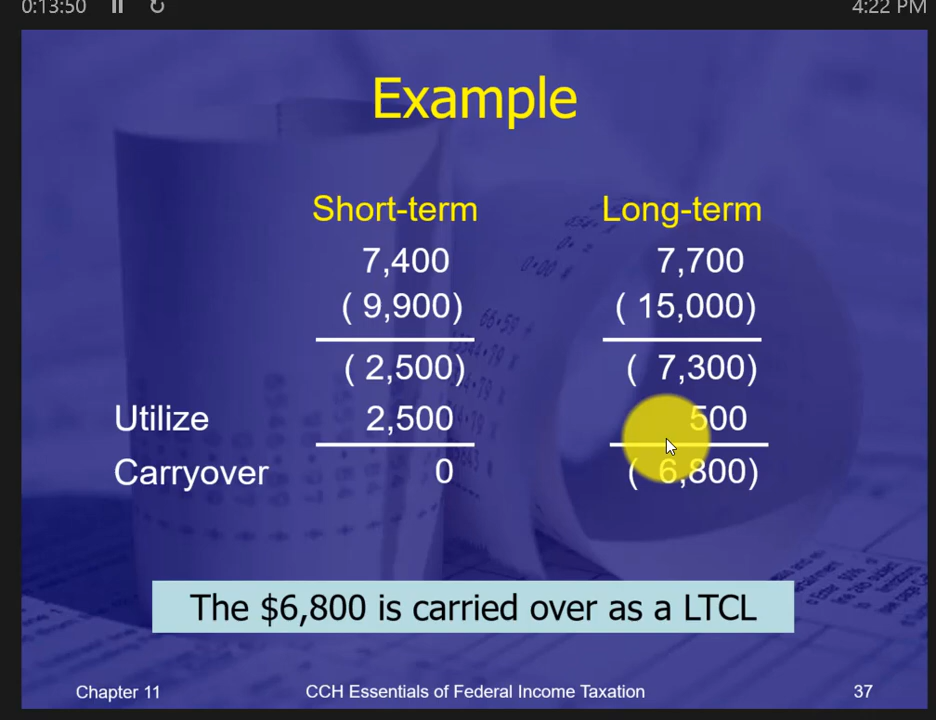 0:13:50 4:22 PM
Example
Short-term Long-term
7,400 7,700
( 9,900) ( 15,000)
( 2,500) ( 7,300)
Utilize 2,500 500
Carryover 0 ( 6,800)
The $6,800 is carried over as a LTCL
Chapter 11 CCH Essentials of Federal Income Taxation 37